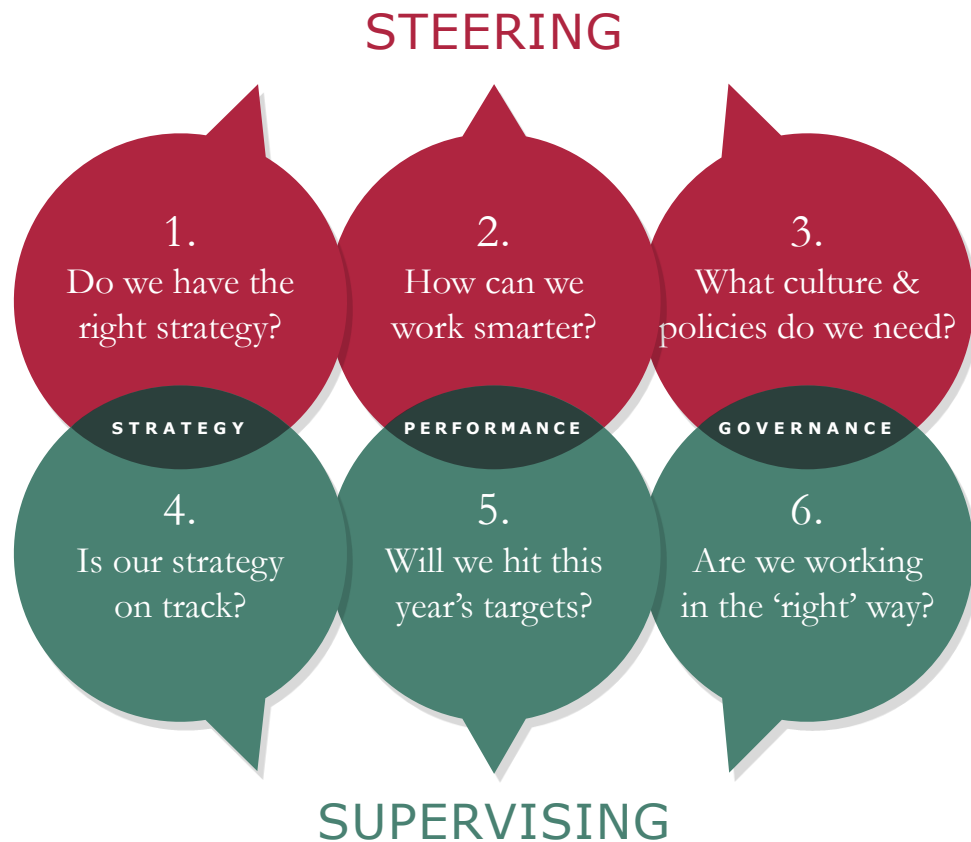 STEERING
1.
Do we have the
right strategy?
2.
How can we
work smarter?
3.
What culture &
policies do we need?
STRATEGY
PERFORMANCE
GOVERNANCE
4.
Is our strategy
on track?
5.
Will we hit this
year’s targets?
6.
Are we working
in the ‘right’ way?
SUPERVISING